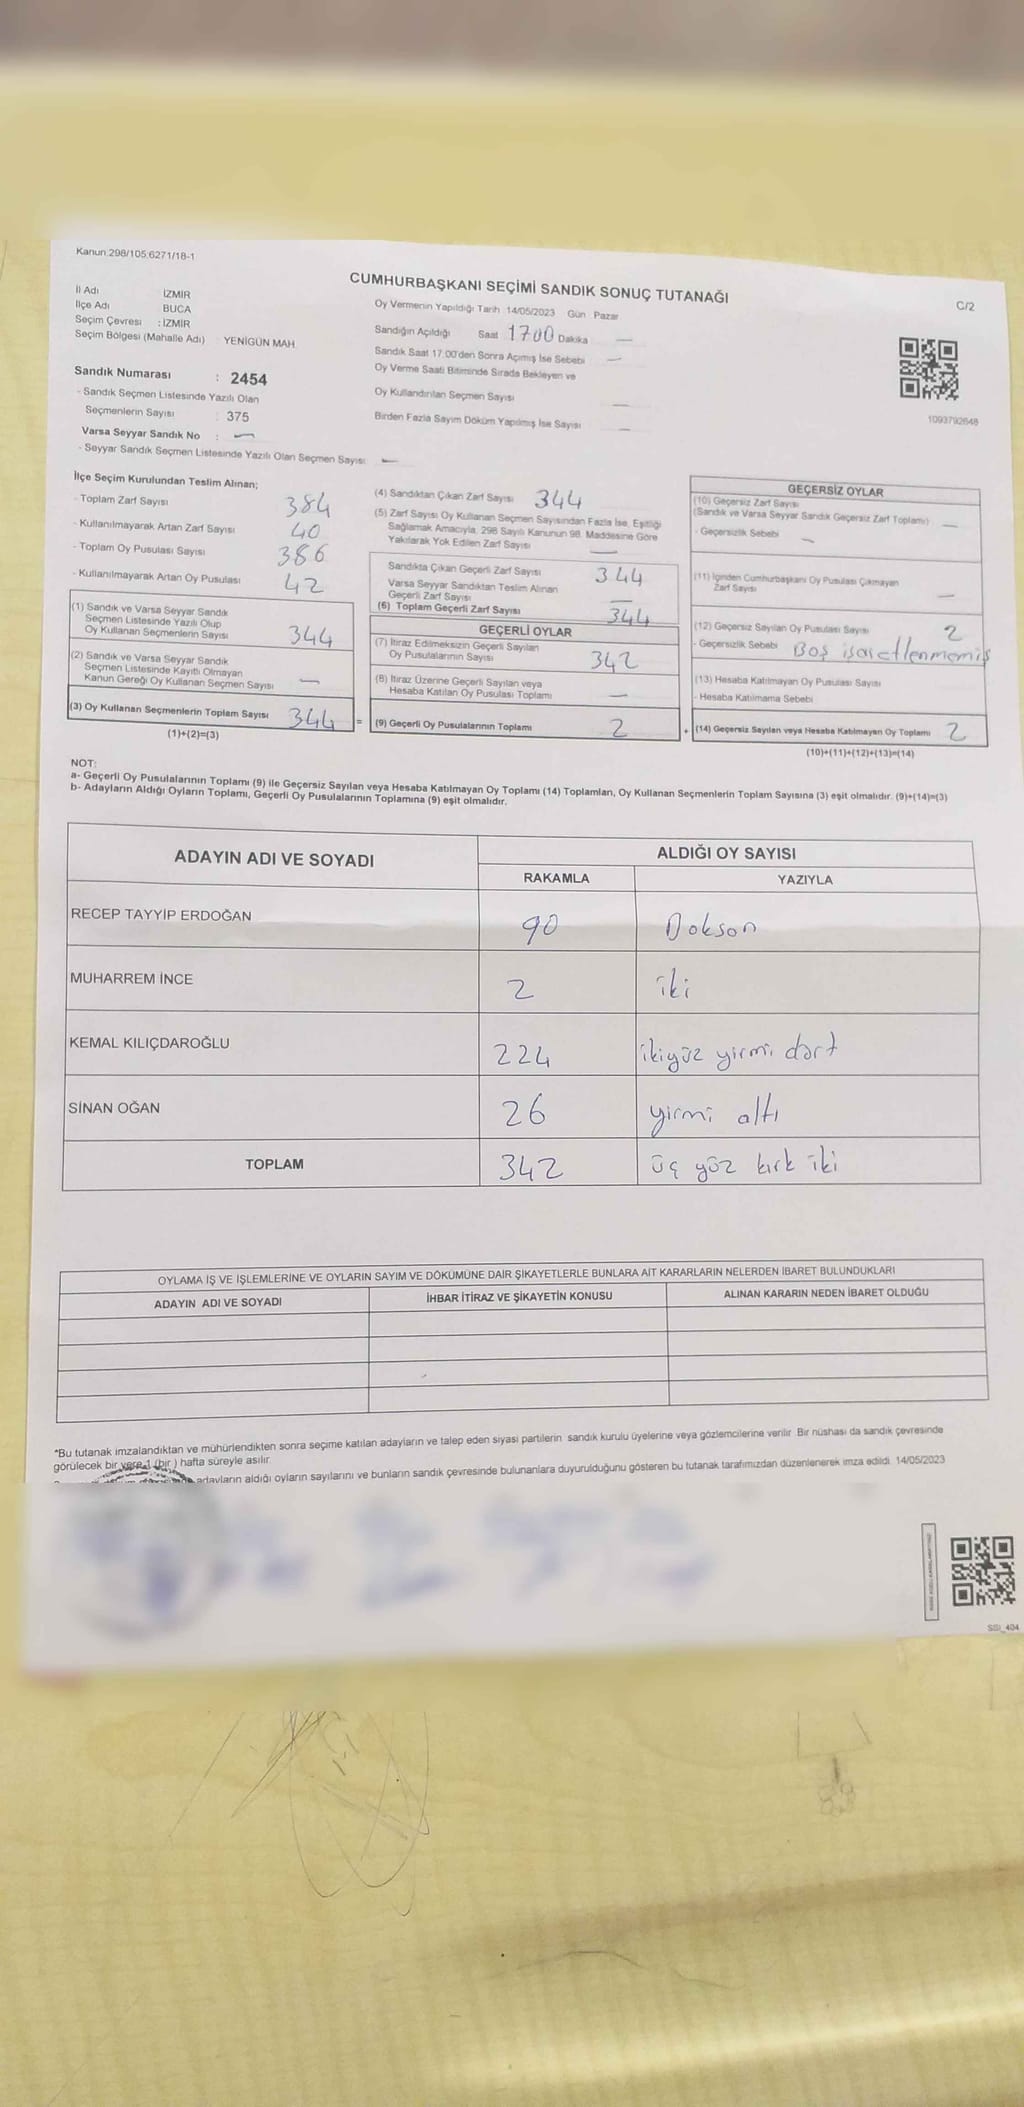 Kanun:298/105;6271/18-1
CUMHURBAŞKANI SEÇİMİ SANDIK SONUÇ TUTANAĞI
C/2
İl Adı İZMİR
İlçe Adı BUCA
Seçim Çevresi : İZMİR
Seçim Bölgesi (Mahalle Adı) YENİGÜN MAH.
Sandık Numarası : 2454
- Sandık Seçmen Listesinde Yazılı Olan
Seçmenlerin Sayısı : 375
Varsa Seyyar Sandık No : —
- Seyyar Sandık Seçmen Listesinde Yazılı Olan Seçmen Sayısı —
Oy Vermenin Yapıldığı Tarih 14/05/2023 Gün Pazar
Sandığın Açıldığı Saat 1700 Dakika —
Sandık Saat 17.00'den Sonra Açımış İse Sebebi —
Oy Verme Saati Bitiminde Sırada Bekleyen ve
Oy Kullandırılan Seçmen Sayısı —
Birden Fazla Sayım Döküm Yapılmış İse Sayısı —
1093792648
İlçe Seçim Kurulundan Teslim Alınan;
- Toplam Zarf Sayısı 384
- Kullanılmayarak Artan Zarf Sayısı 40
- Toplam Oy Pusulası Sayısı 386
- Kullanılmayarak Artan Oy Pusulası 42
(1) Sandık ve Varsa Seyyar Sandık
Seçmen Listesinde Yazılı Olup
Oy Kullanan Seçmenlerin Sayısı 344
(2) Sandık ve Varsa Seyyar Sandık
Seçmen Listesinde Kayıtlı Olmayan
Kanun Gereği Oy Kullanan Seçmen Sayısı —
(3) Oy Kullanan Seçmenlerin Toplam Sayısı 344 =
(1)+(2)=(3)
(4) Sandıktan Çıkan Zarf Sayısı 344
(5) Zarf Sayısı Oy Kullanan Seçmen Sayısından Fazla İse, Eşitliği
Sağlamak Amacıyla, 298 Sayılı Kanunun 98. Maddesine Göre
Yakılarak Yok Edilen Zarf Sayısı —
Sandıkta Çıkan Geçerli Zarf Sayısı 344
Varsa Seyyar Sandıktan Teslim Alınan
Geçerli Zarf Sayısı —
(6) Toplam Geçerli Zarf Sayısı 344
GEÇERLİ OYLAR
(7) İtiraz Edilmeksizin Geçerli Sayılan
Oy Pusulalarının Sayısı 342
(8) İtiraz Üzerine Geçerli Sayılan veya
Hesaba Katılan Oy Pusulası Toplamı —
(9) Geçerli Oy Pusulalarının Toplamı 2 +
GEÇERSİZ OYLAR
(10) Geçersiz Zarf Sayısı
(Sandık ve Varsa Seyyar Sandık Geçersiz Zarf Toplamı) —
- Geçersizlik Sebebi —
(11) İçinden Cumhurbaşkanı Oy Pusulası Çıkmayan
Zarf Sayısı —
(12) Geçersiz Sayılan Oy Pusulası Sayısı 2
- Geçersizlik Sebebi Boş işaretlenmemiş
(13) Hesaba Katılmayan Oy Pusulası Sayısı
- Hesaba Katılmama Sebebi
(14) Geçersiz Sayılan veya Hesaba Katılmayan Oy Toplamı 2
(10)+(11)+(12)+(13)=(14)
NOT:
a- Geçerli Oy Pusulalarının Toplamı (9) ile Geçersiz Sayılan veya Hesaba Katılmayan Oy Toplamı (14) Toplamları, Oy Kullanan Seçmenlerin Toplam Sayısına (3) eşit olmalıdır. (9)+(14)=(3)
b- Adayların Aldığı Oyların Toplamı, Geçerli Oy Pusulalarının Toplamına (9) eşit olmalıdır.
ADAYIN ADI VE SOYADI ALDIĞI OY SAYISI
RAKAMLA YAZIYLA
RECEP TAYYİP ERDOĞAN 90 Doksan
MUHARREM İNCE 2 iki
KEMAL KILIÇDAROĞLU 224 ikiyüz yirmi dört
SİNAN OĞAN 26 yirmi altı
TOPLAM 342 üç yüz kırk iki
OYLAMA İŞ VE İŞLEMLERİNE VE OYLARIN SAYIM VE DÖKÜMÜNE DAİR ŞİKAYETLERLE BUNLARA AİT KARARLARIN NELERDEN İBARET BULUNDUKLARI
ADAYIN ADI VE SOYADI İHBAR İTİRAZ VE ŞİKAYETİN KONUSU ALINAN KARARIN NEDEN İBARET OLDUĞU
*Bu tutanak imzalandıktan ve mühürlendikten sonra seçime katılan adayların ve talep eden siyasi partilerin sandık kurulu üyelerine veya gözlemcilerine verilir. Bir nüshası da sandık çevresinde
görülecek bir yere 1 (bir ) hafta süreyle asılır.
adayların aldığı oyların sayılarını ve bunların sandık çevresinde bulunanlara duyurulduğunu gösteren bu tutanak tarafımızdan düzenlenerek imza edildi. 14/05/2023
SSI_404